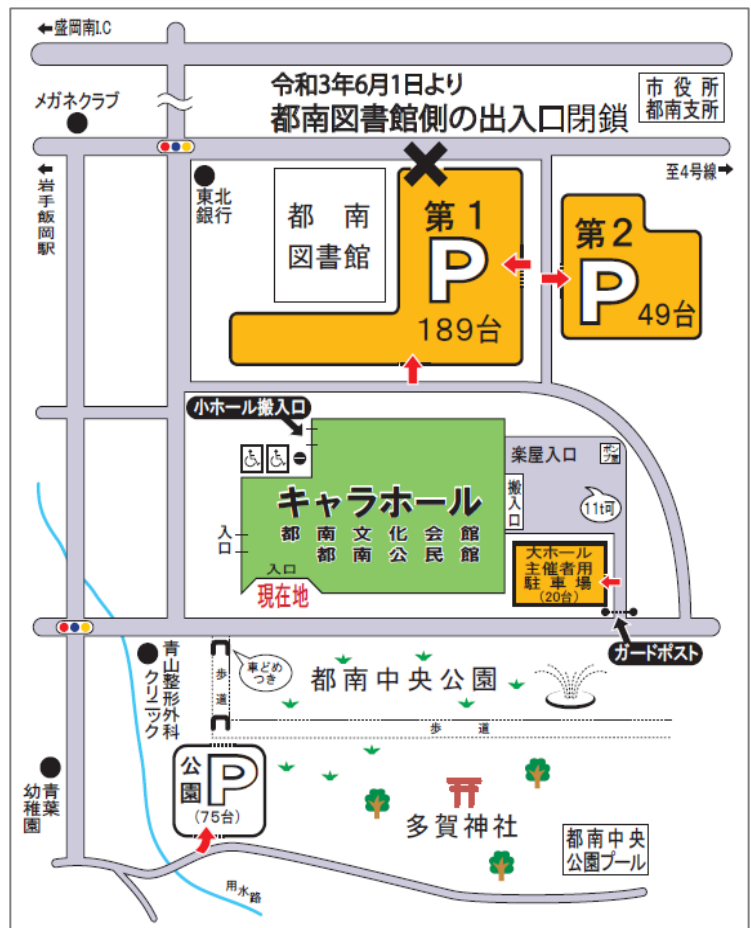 ←盛岡南I.C
令和3年6月1日より
都南図書館側の出入口閉鎖
市役所
都南支所
メガネクラブ
至4号線→
←岩手飯岡駅
東北
銀行
都南
図書館
第1
P
189台
第2
P
49台
小ホール搬入口
楽屋入口
ポンプ室
搬入口
11t可
キャラホール
都南文化会館
都南公民館
入口
入口
現在地
大ホール
主催者用
駐車場
(20台)
ガードポスト
青山整形外科
クリニック
歩道
車どめ
つき
都南中央公園
歩道
青葉
幼稚園
公園
P
(75台)
多賀神社
都南中央
公園プール
用水路